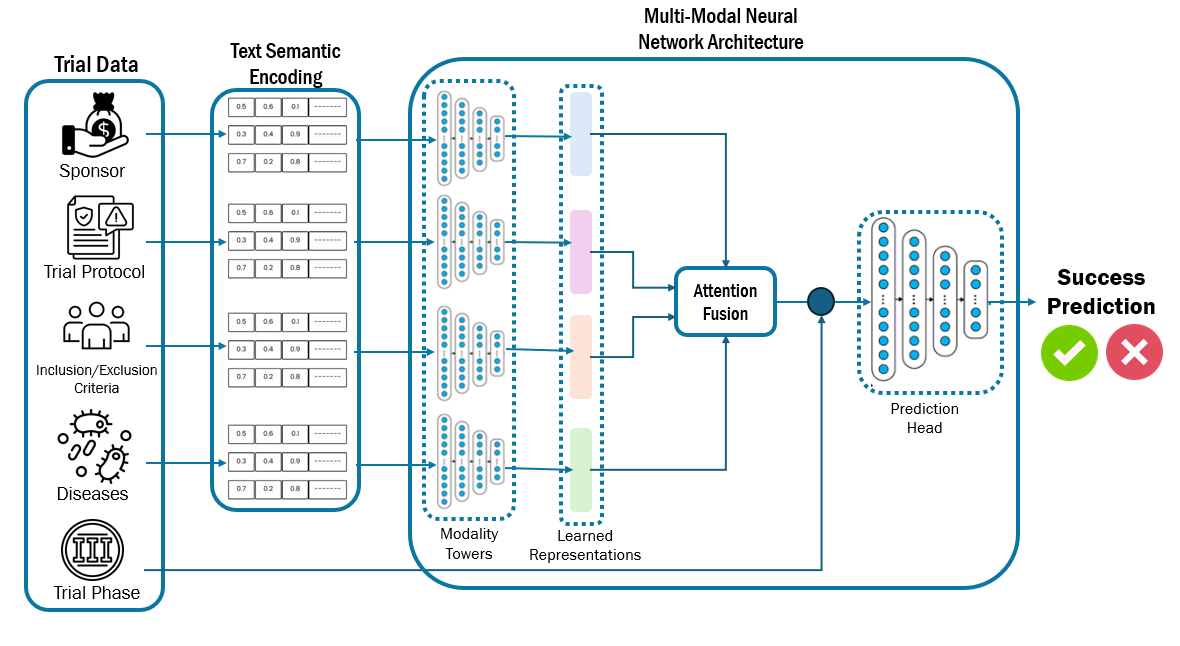 Multi-Modal Neural
Network Architecture
Text Semantic
Encoding
Trial Data
$
Sponsor
Trial Protocol
Inclusion/Exclusion
Criteria
Diseases
III
Trial Phase
0.5 0.6 0.1 --------
0.3 0.4 0.9 --------
0.7 0.2 0.8 --------
0.5 0.6 0.1 --------
0.3 0.4 0.9 --------
0.7 0.2 0.8 --------
0.5 0.6 0.1 --------
0.3 0.4 0.9 --------
0.7 0.2 0.8 --------
0.5 0.6 0.1 --------
0.3 0.4 0.9 --------
0.7 0.2 0.8 --------
Modality
Towers
Learned
Representations
Attention
Fusion
Prediction
Head
Success
Prediction